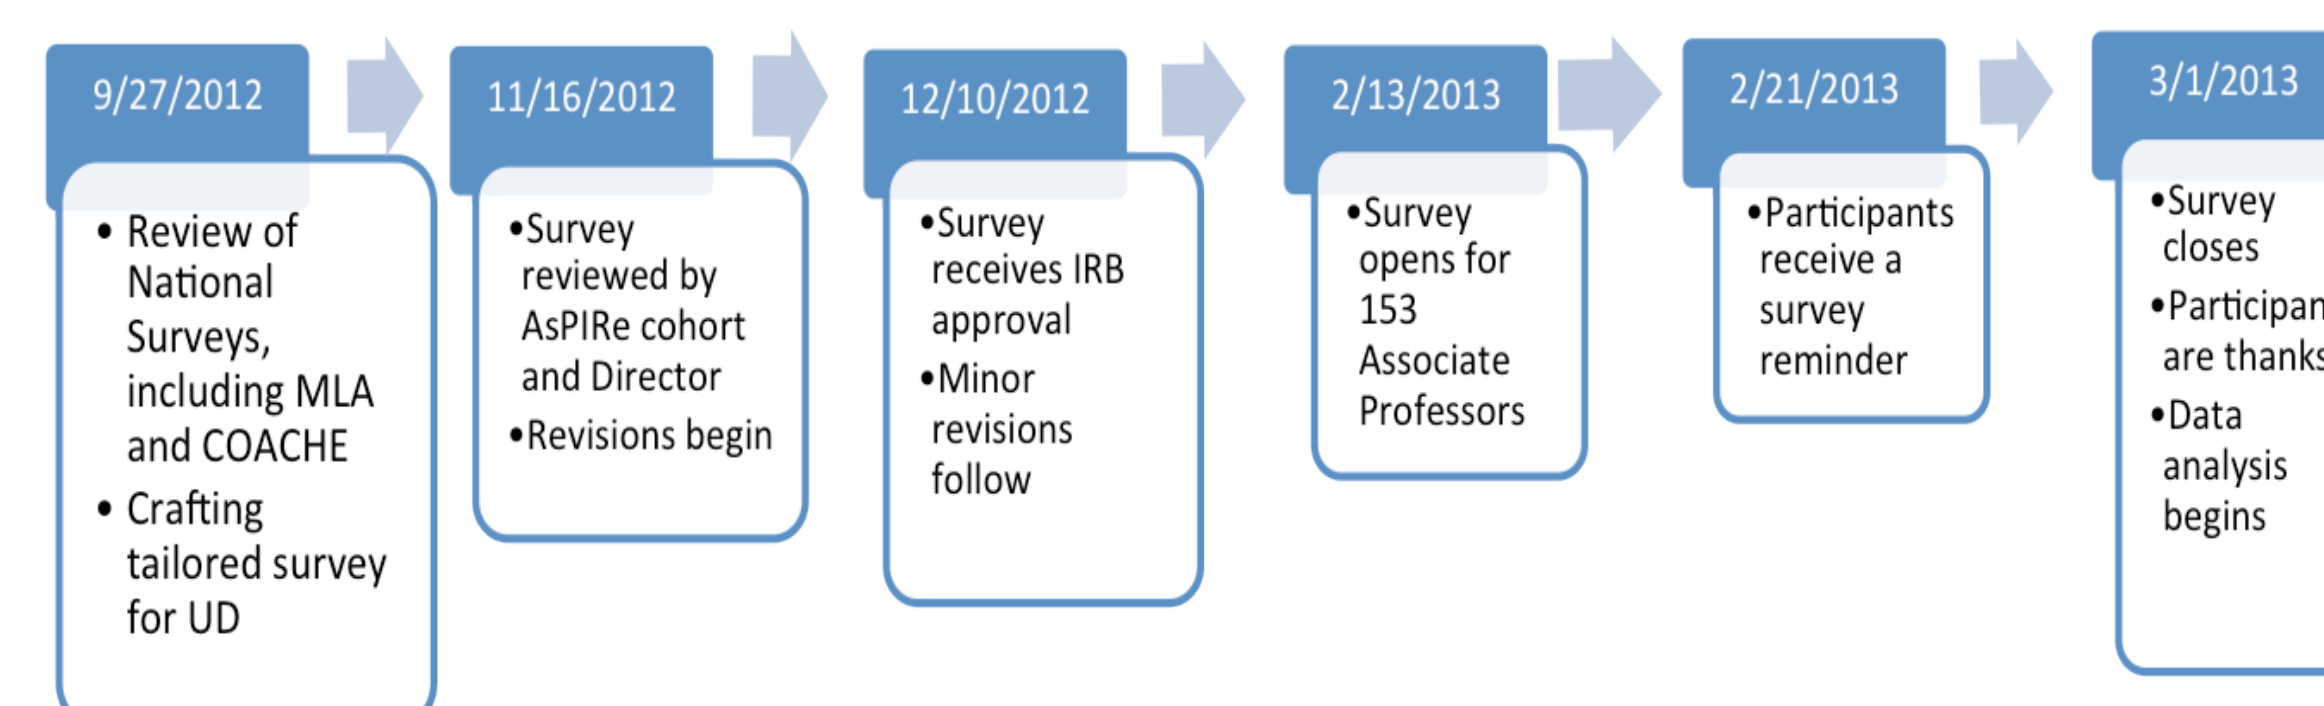 9/27/2012
• Review of
National
Surveys,
including MLA
and COACHE
• Crafting
tailored survey
for UD
11/16/2012
•Survey
reviewed by
AsPIRe cohort
and Director
•Revisions begin
12/10/2012
•Survey
receives IRB
approval
•Minor
revisions
follow
2/13/2013
•Survey
opens for
153
Associate
Professors
2/21/2013
•Participants
receive a
survey
reminder
3/1/2013
•Survey
closes
•Participan
are thanks
•Data
analysis
begins